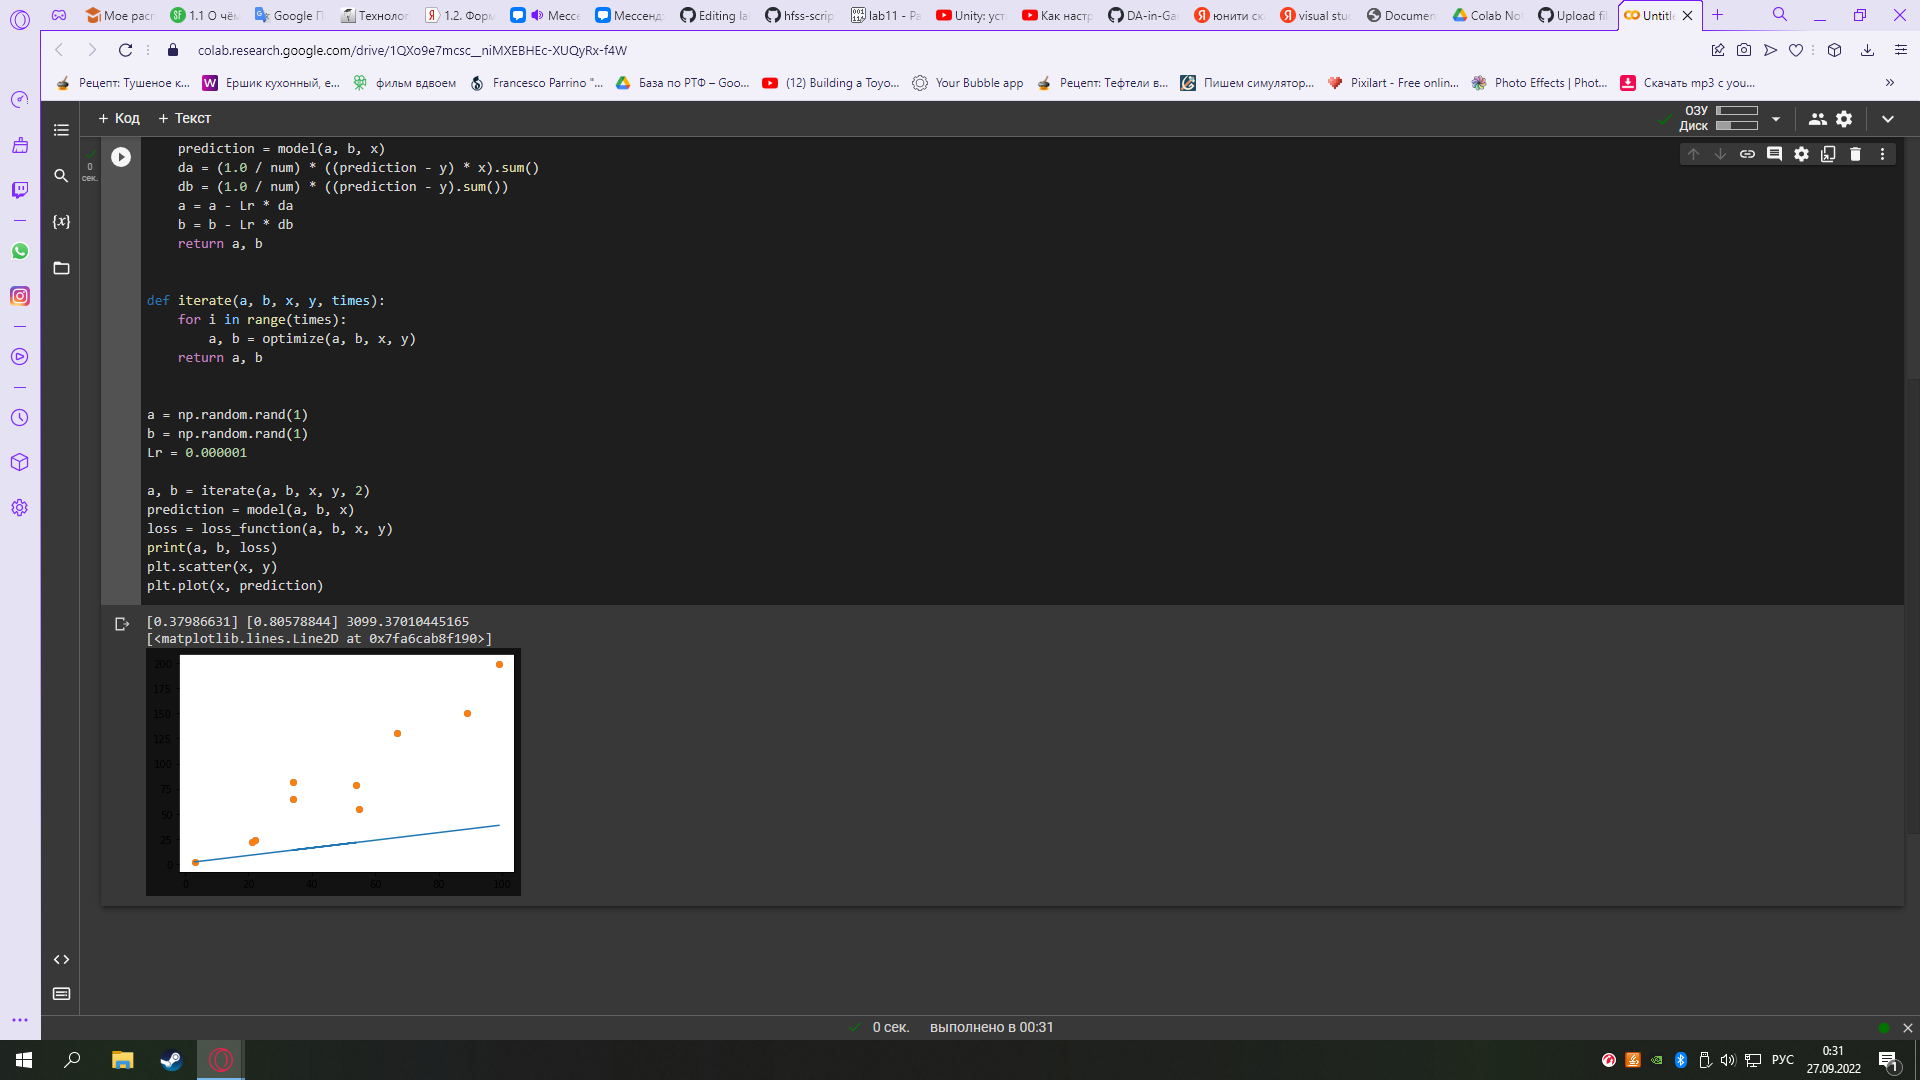 Мое расп
1.1 О чём
Google П
Технолог
1.2. Форм
Мессе
Мессендж
Editing la
hfss-scrip
lab11 - Pa
Unity: уст
Как настр
DA-in-Ga
юнити ск
visual stud
Documen
Colab No
Upload fil
Untitle
colab.research.google.com/drive/1QXo9e7mcsc__niMXEBHEc-XUQyRx-f4W
Рецепт: Тушеное к...
Ершик кухонный, е...
фильм вдвоем
Francesco Parrino "...
База по РТФ – Goo...
(12) Building a Toyo...
Your Bubble app
Рецепт: Тефтели в...
Пишем симулятор...
Pixilart - Free onlin...
Photo Effects | Phot...
Скачать mp3 с you...
»
+ Код + Текст
ОЗУ
Диск
0
сек.
{x}
prediction = model(a, b, x)
da = (1.0 / num) * ((prediction - y) * x).sum()
db = (1.0 / num) * ((prediction - y).sum())
a = a - Lr * da
b = b - Lr * db
return a, b
def iterate(a, b, x, y, times):
for i in range(times):
a, b = optimize(a, b, x, y)
return a, b
a = np.random.rand(1)
b = np.random.rand(1)
Lr = 0.000001
a, b = iterate(a, b, x, y, 2)
prediction = model(a, b, x)
loss = loss_function(a, b, x, y)
print(a, b, loss)
plt.scatter(x, y)
plt.plot(x, prediction)
[0.37986631] [0.80578844] 3099.37010445165
[<matplotlib.lines.Line2D at 0x7fa6cab8f190>]
200
175
150
125
100
75
50
25
0
0 20 40 60 80 100
0 сек. выполнено в 00:31
РУС
0:31
27.09.2022
1